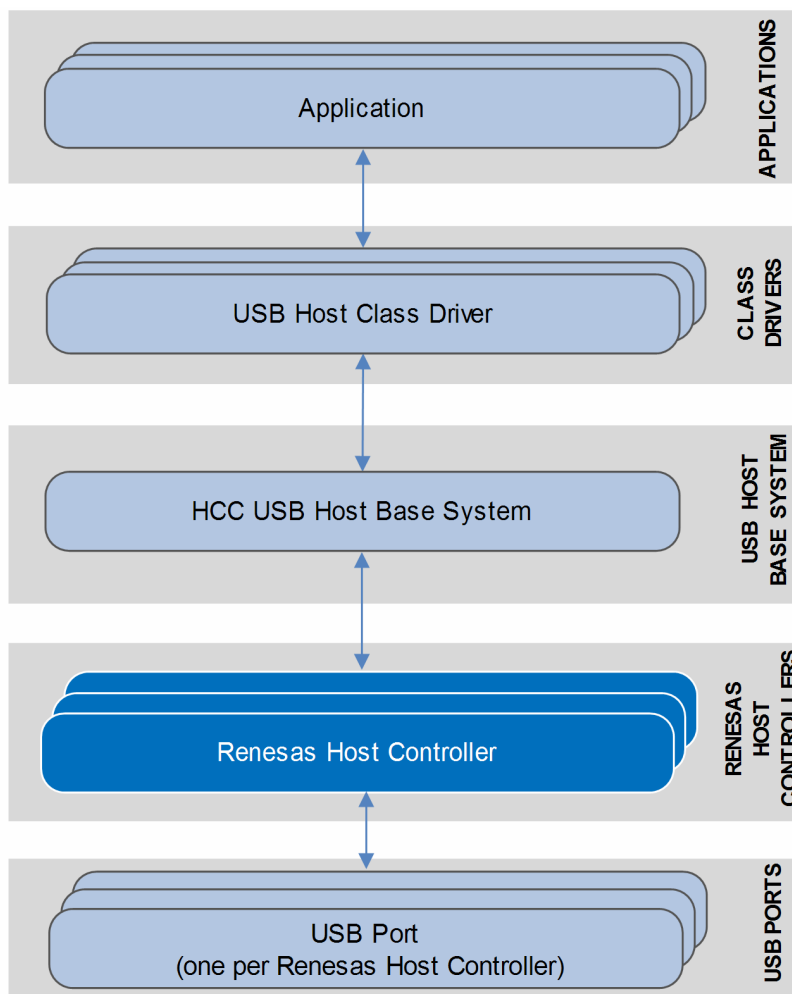 Application
APPLICATIONS
USB Host Class Driver
CLASS
DRIVERS
HCC USB Host Base System
USB HOST
BASE SYSTEM
Renesas Host Controller
RENESAS
HOST
CONTROLLERS
USB Port
(one per Renesas Host Controller)
USB PORTS